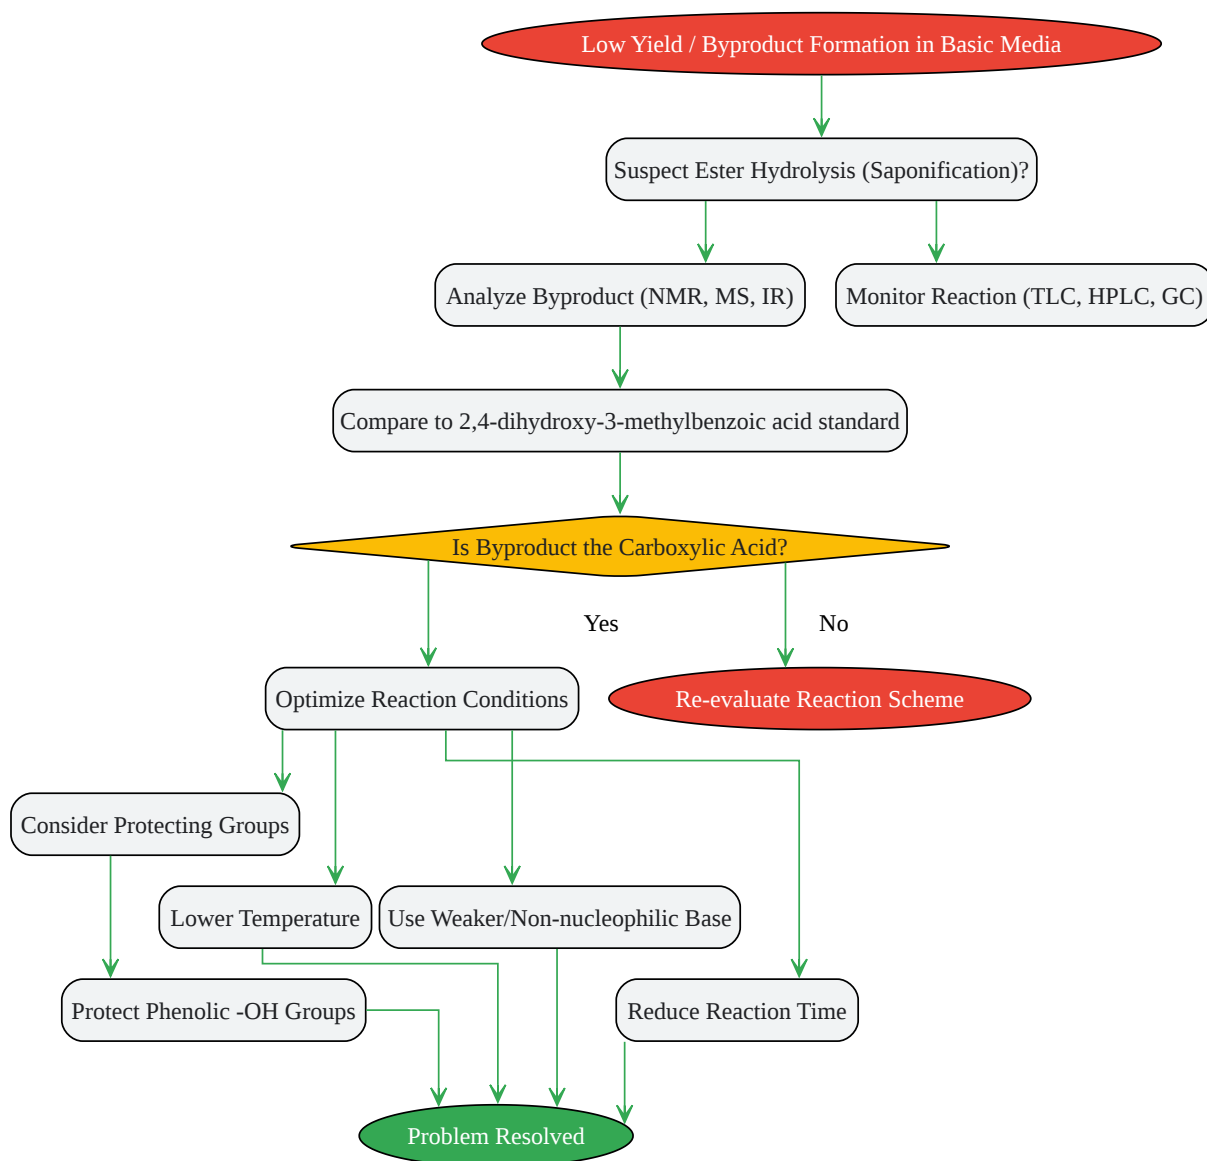 Low Yield / Byproduct Formation in Basic Media
Suspect Ester Hydrolysis (Saponification)?
Analyze Byproduct (NMR, MS, IR)
Monitor Reaction (TLC, HPLC, GC)
Compare to 2,4-dihydroxy-3-methylbenzoic acid standard
Is Byproduct the Carboxylic Acid?
Yes
No
Optimize Reaction Conditions
Re-evaluate Reaction Scheme
Consider Protecting Groups
Lower Temperature
Use Weaker/Non-nucleophilic Base
Protect Phenolic -OH Groups
Reduce Reaction Time
Problem Resolved